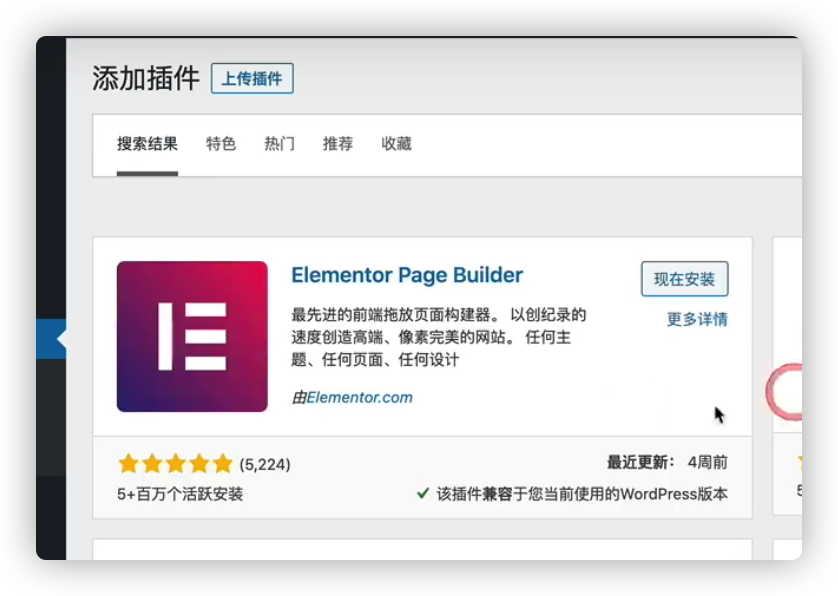 添加插件 上传插件
搜索结果 特色 热门 推荐 收藏
Elementor Page Builder
现在安装
更多详情
最先进的前端拖放页面构建器。 以创纪录的
速度创造高端、像素完美的网站。 任何主
题、任何页面、任何设计
由Elementor.com
(5,224)
最近更新： 4周前
5+百万个活跃安装
该插件兼容于您当前使用的WordPress版本